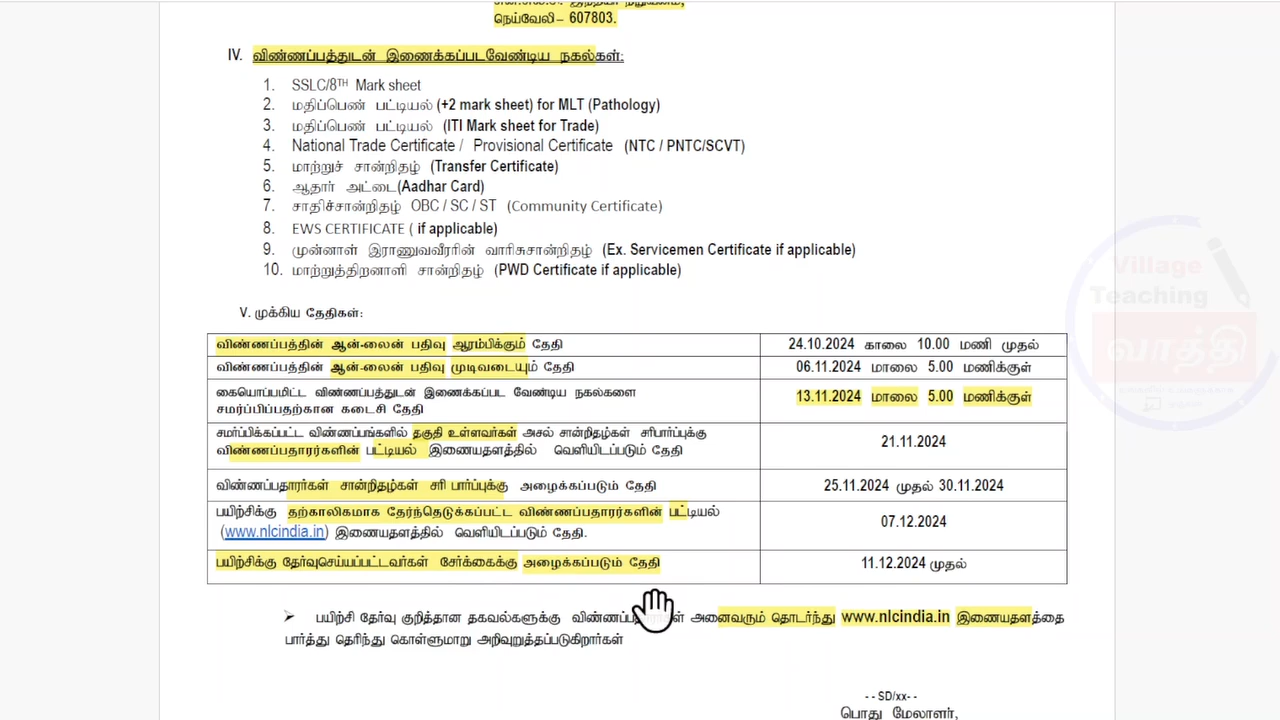 நெய்வேலி– 607803.
IV. விண்ணப்பத்துடன் இணைக்கப்படவேண்டிய நகல்கள்:
1. SSLC/8TH Mark sheet
2. மதிப்பெண் பட்டியல் (+2 mark sheet) for MLT (Pathology)
3. மதிப்பெண் பட்டியல் (ITI Mark sheet for Trade)
4. National Trade Certificate / Provisional Certificate (NTC / PNTC/SCVT)
5. மாற்றுச் சான்றிதழ் (Transfer Certificate)
6. ஆதார் அட்டை(Aadhar Card)
7. சாதிச்சான்றிதழ் OBC / SC / ST (Community Certificate)
8. EWS CERTIFICATE ( if applicable)
9. முன்னாள் இராணுவவீரரின் வாரிசுசான்றிதழ் (Ex. Servicemen Certificate if applicable)
10. மாற்றுத்திறனாளி சான்றிதழ் (PWD Certificate if applicable)
V. முக்கிய தேதிகள்:
விண்ணப்பத்தின் ஆன்-லைன் பதிவு ஆரம்பிக்கும் தேதி 24.10.2024 காலை 10.00 மணி முதல்
விண்ணப்பத்தின் ஆன்-லைன் பதிவு முடிவடையும் தேதி 06.11.2024 மாலை 5.00 மணிக்குள்
கையொப்பமிட்ட விண்ணப்பத்துடன் இணைக்கப்பட வேண்டிய நகல்களை
சமர்ப்பிப்பதற்கான கடைசி தேதி 13.11.2024 மாலை 5.00 மணிக்குள்
சமர்ப்பிக்கப்பட்ட விண்ணப்பங்களில் தகுதி உள்ளவர்கள் அசல் சான்றிதழ்கள் சரிபார்ப்புக்கு
விண்ணப்பதாரர்களின் பட்டியல் இணையதளத்தில் வெளியிடப்படும் தேதி 21.11.2024
விண்ணப்பதாரர்கள் சான்றிதழ்கள் சரி பார்ப்புக்கு அழைக்கப்படும் தேதி 25.11.2024 முதல் 30.11.2024
பயிற்சிக்கு தற்காலிகமாக தேர்ந்தெடுக்கப்பட்ட விண்ணப்பதாரர்களின் பட்டியல்
(www.nlcindia.in) இணையதளத்தில் வெளியிடப்படும் தேதி. 07.12.2024
பயிற்சிக்கு தேர்வுசெய்யப்பட்டவர்கள் சேர்க்கைக்கு அழைக்கப்படும் தேதி 11.12.2024 முதல்
➢ பயிற்சி தேர்வு குறித்தான தகவல்களுக்கு அனைவரும் தொடர்ந்து www.nlcindia.in இணையதளத்தை
பார்த்து தெரிந்து கொள்ளுமாறு அறிவுறுத்தப்படுகிறார்கள்
- - SD/xx- -
பொது மேலாளர்,
Village
Teaching
வாத்தி